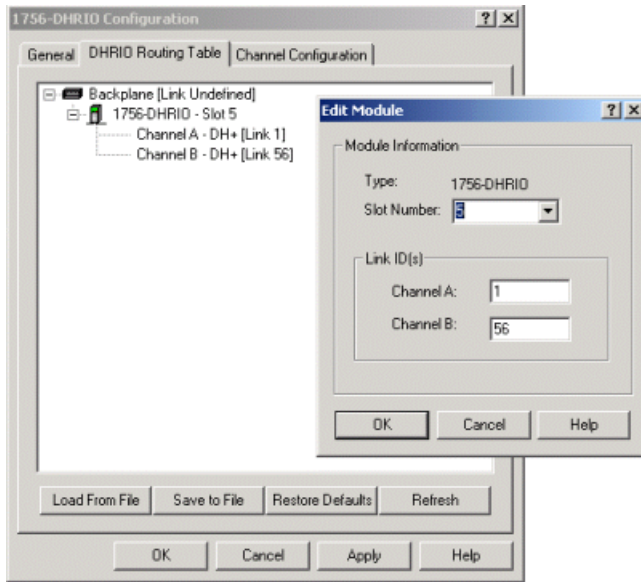 1756-DHRIO Configuration
General
DHRIO Routing Table
Channel Configuration
Backplane [Link Undefined]
1756-DHRIO - Slot 5
Channel A - DH+ [Link 1]
Channel B - DH+ [Link 56]
Load From File
Save to File
Restore Defaults
Refresh
OK
Cancel
Apply
Help
Edit Module
Module Information
Type: 1756-DHRIO
Slot Number: 5
Link ID(s)
Channel A: 1
Channel B: 56
OK
Cancel
Help